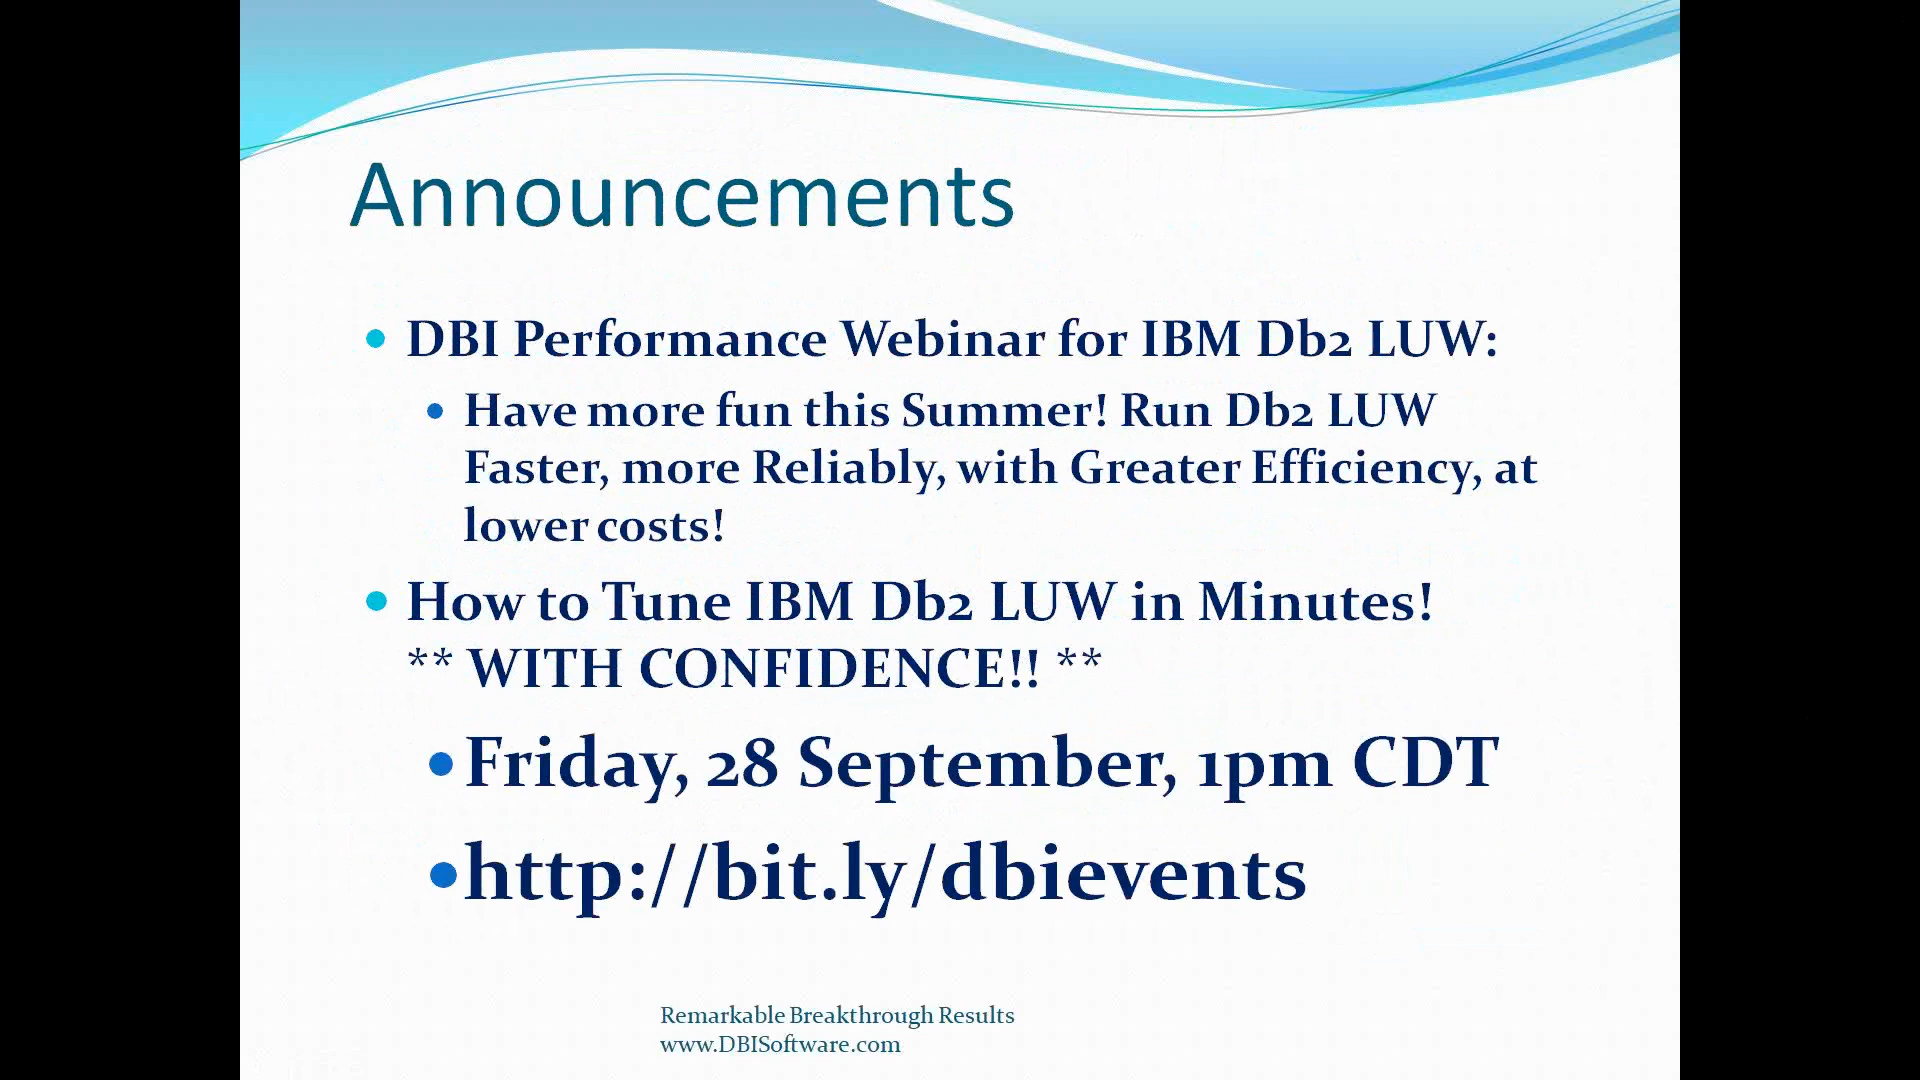 Announcements
DBI Performance Webinar for IBM Db2 LUW:
Have more fun this Summer! Run Db2 LUW
Faster, more Reliably, with Greater Efficiency, at
lower costs!
How to Tune IBM Db2 LUW in Minutes!
** WITH CONFIDENCE!! **
Friday, 28 September, 1pm CDT
http://bit.ly/dbievents
Remarkable Breakthrough Results
www.DBISoftware.com